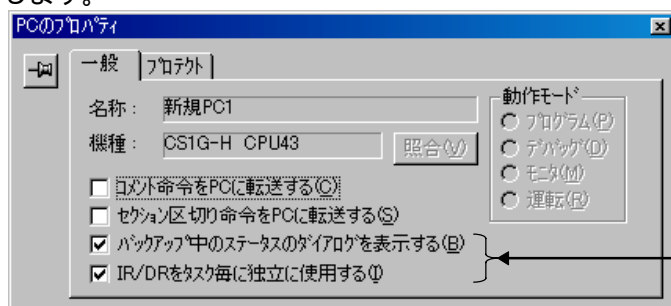 します。
PCのﾌﾟﾛﾊﾟﾃｨ
一般
ﾌﾟﾛﾃｸﾄ
名称： 新規PC1
機種： CS1G-H CPU43
照合(V)
動作ﾓｰﾄﾞ
ﾌﾟﾛｸﾞﾗﾑ(P)
ﾃﾞﾊﾞｯｸﾞ(D)
ﾓﾆﾀ(M)
運転(R)
ｺﾒﾝﾄ命令をPCに転送する(C)
ｾｸｼｮﾝ区切り命令をPCに転送する(S)
ﾊﾞｯｸｱｯﾌﾟ中のｽﾃｰﾀｽのﾀﾞｲｱﾛｸﾞを表示する(B)
IR/DRをﾀｽｸ毎に独立に使用する(I)